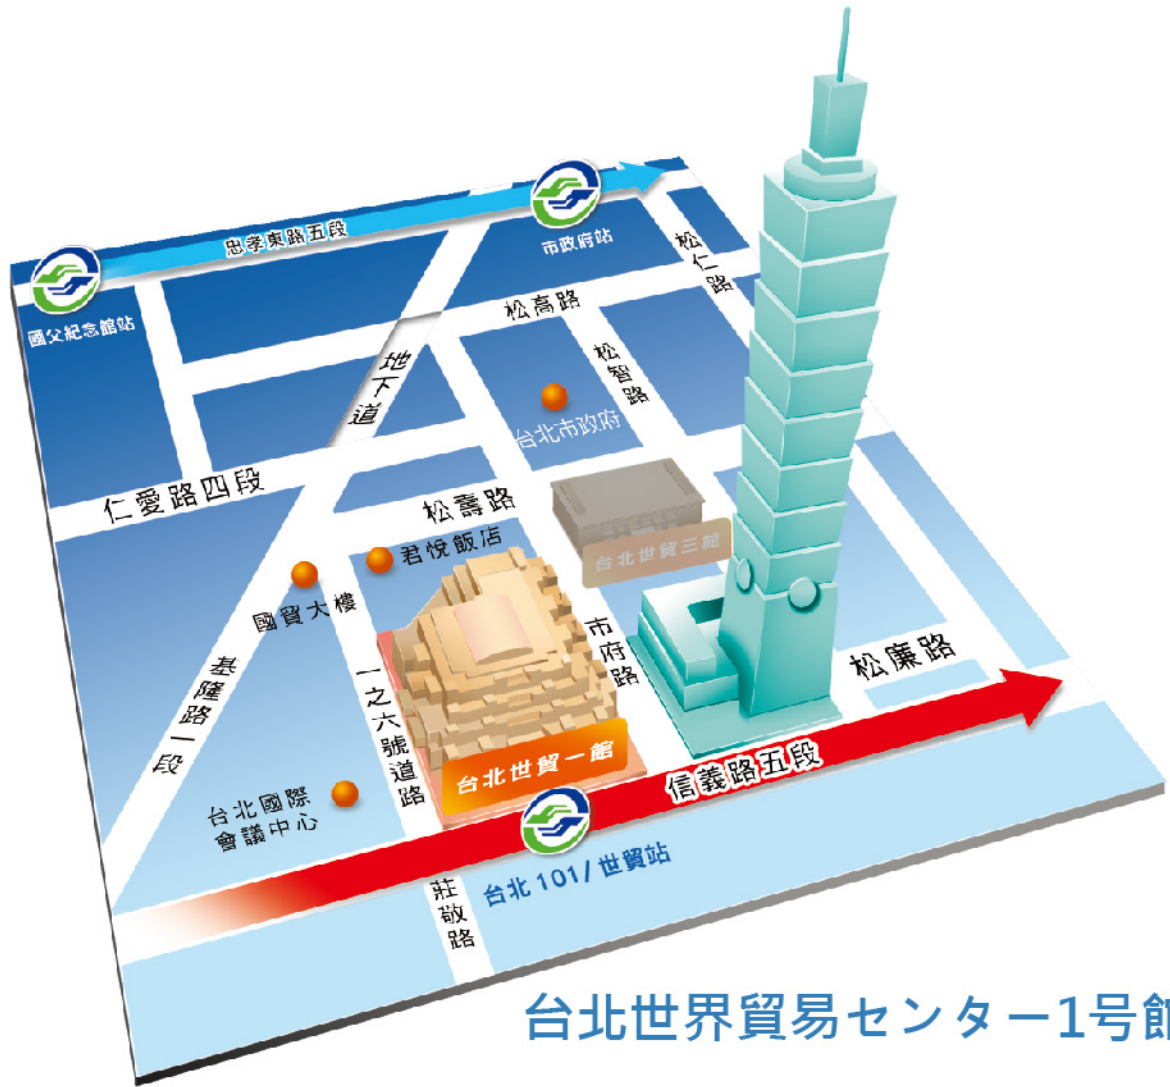 忠孝東路五段
市政府站
國父紀念館站
松仁路
松高路
地下道
松智路
台北市政府
仁愛路四段
松壽路
君悅飯店
台北世貿三館
國貿大樓
市府路
松廉路
基隆路一段
一之六號道路
台北世貿一館
信義路五段
台北國際
會議中心
台北101/世貿站
莊敬路
台北世界貿易センター1号館